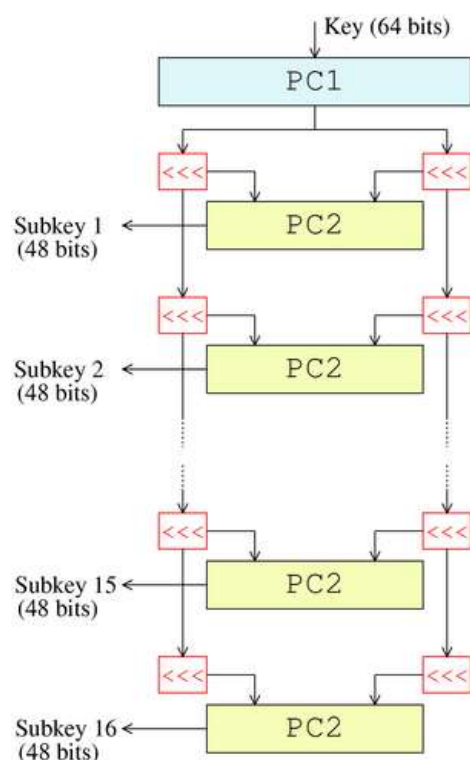 Key (64 bits)
PC1
<<< <<<
PC2
Subkey 1
(48 bits)
<<< <<<
PC2
Subkey 2
(48 bits)
<<< <<<
PC2
Subkey 15
(48 bits)
<<< <<<
PC2
Subkey 16
(48 bits)